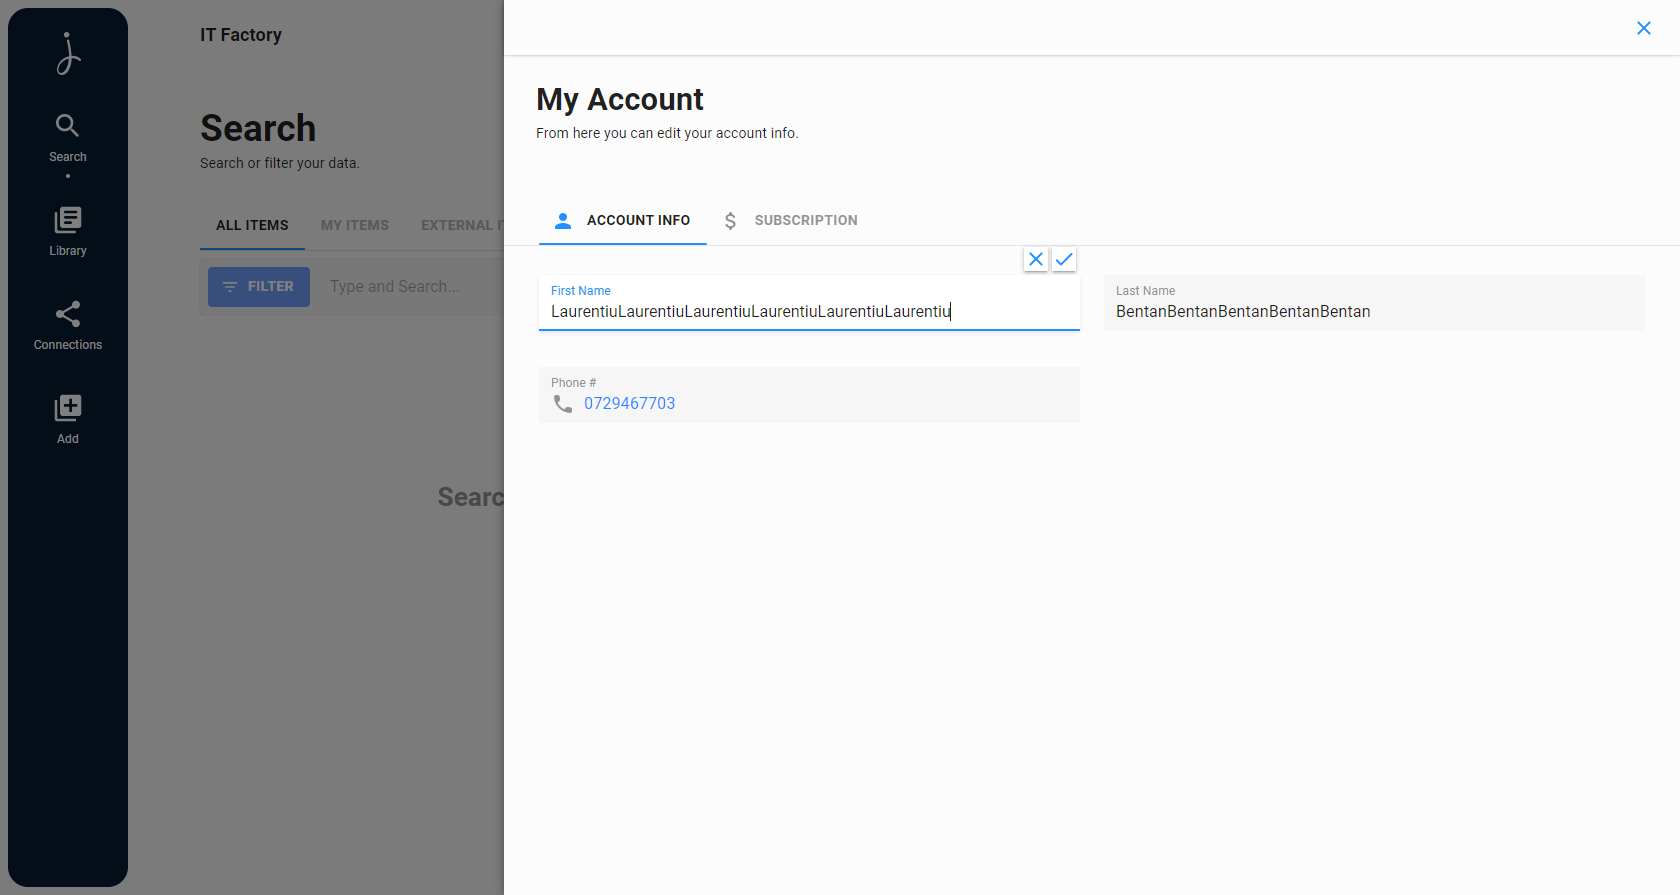 IT Factory
Search
Search or filter your data.
ALL ITEMS
MY ITEMS
EXTERNAL
FILTER
Type and Search...
Searc
Search
Library
Connections
Add
My Account
From here you can edit your account info.
ACCOUNT INFO
$ SUBSCRIPTION
First Name
LaurentiuLaurentiuLaurentiuLaurentiuLaurentiuLaurentiu
Last Name
BentanBentanBentanBentanBentan
Phone #
0729467703